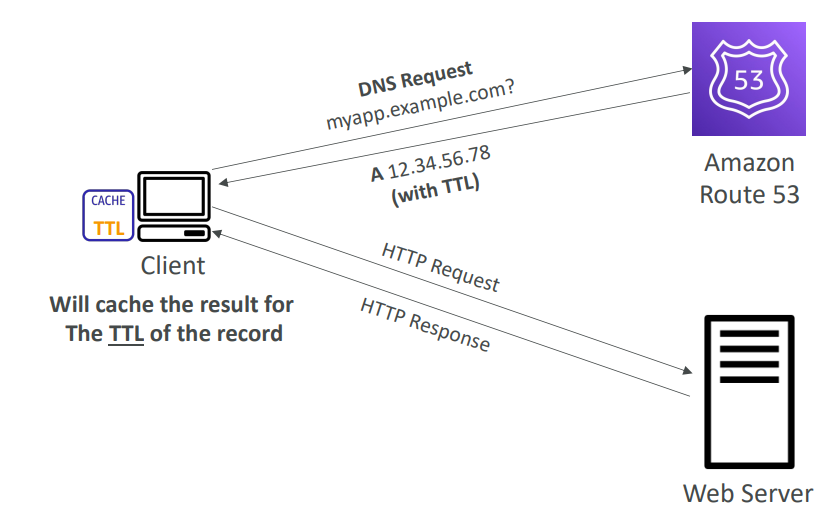 DNS Request
myapp.example.com?
53
A 12.34.56.78
(with TTL)
Amazon
Route 53
CACHE
TTL
Client
Will cache the result for
The TTL of the record
HTTP Request
HTTP Response
Web Server